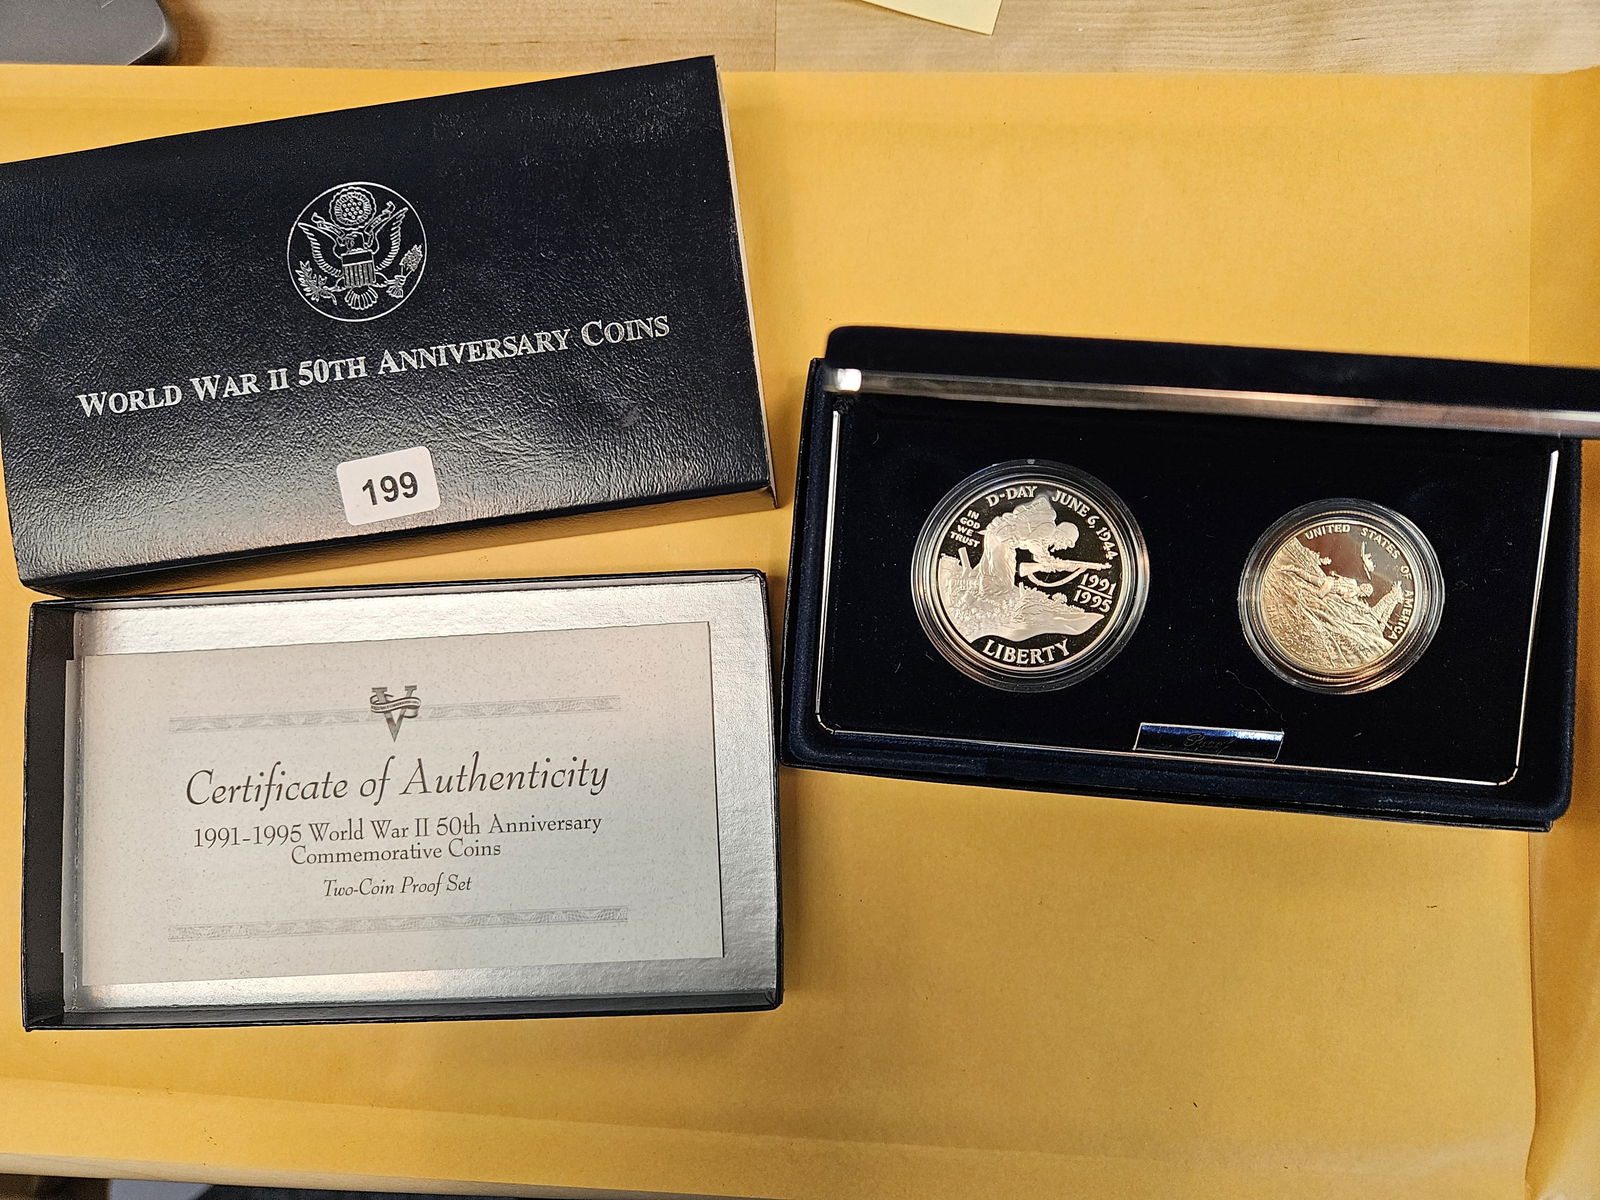 WORLD WAR II 50TH ANNIVERSARY COINS
199
Certificate of Authenticity
1991-1995 World War II 50th Anniversary
Commemorative Coins
Two-Coin Proof Set
D-DAY JUNE 6, 1944
IN
GOD
WE
TRUST
1991
1995
LIBERTY
UNITED STATES OF AMERICA
Proof